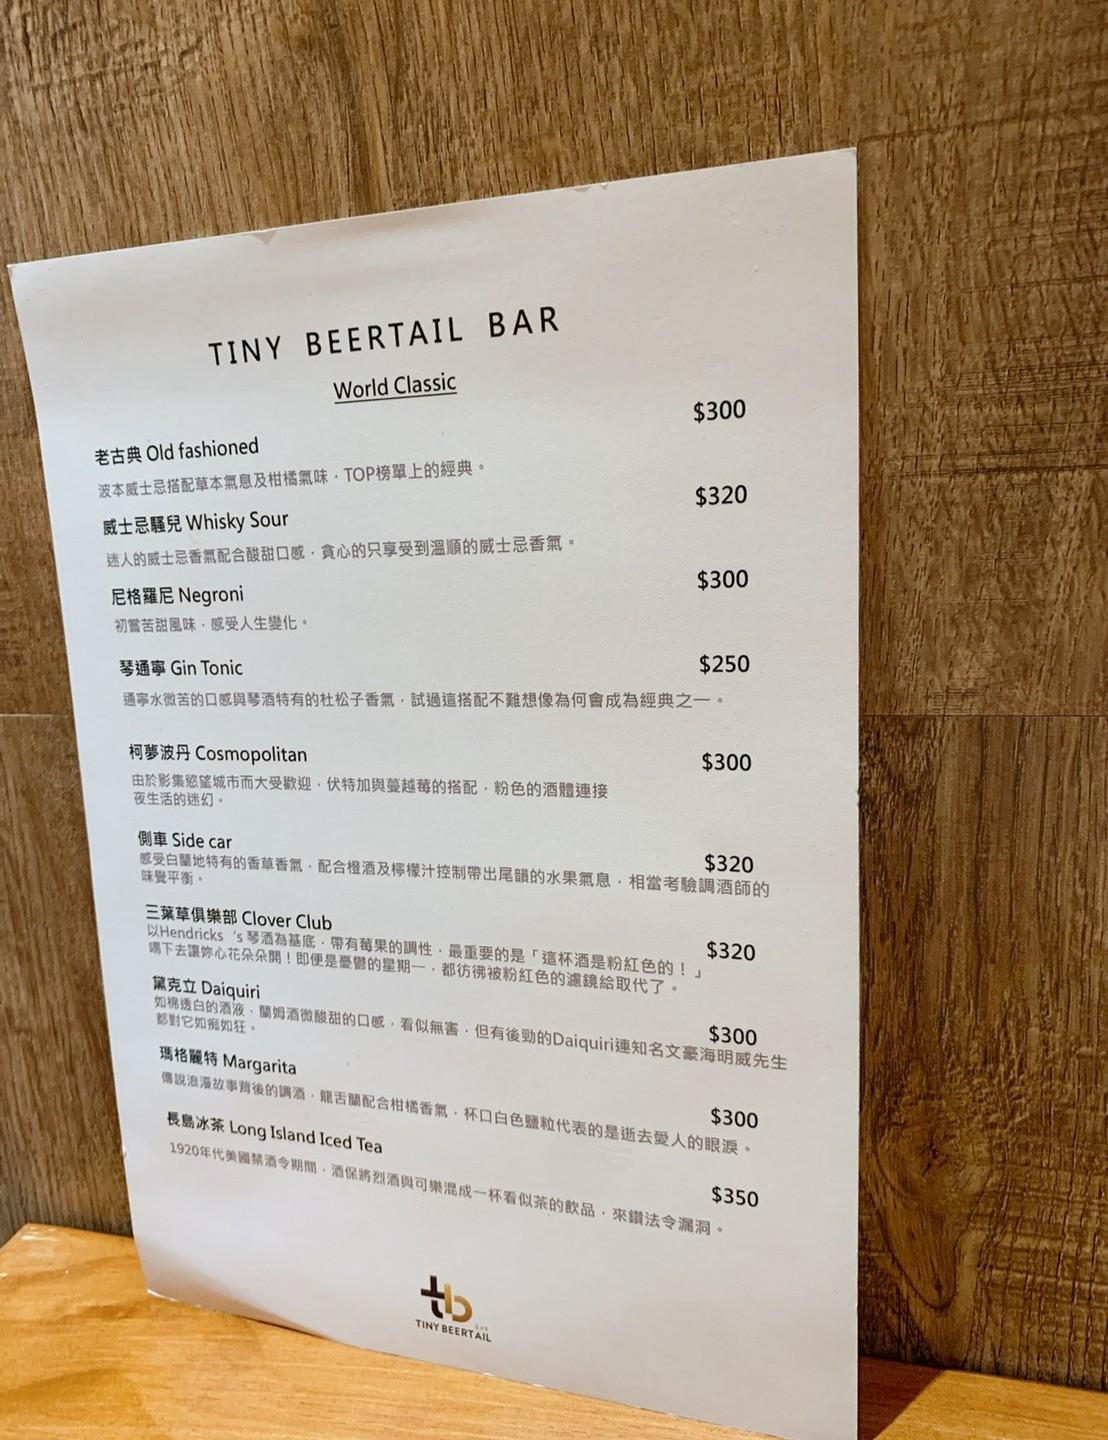 TINY BEERTAIL BAR
World Classic
老古典 Old fashioned $300
波本威士忌搭配草本氣息及柑橘氣味，TOP榜單上的經典。
威士忌騷兒 Whisky Sour $320
迷人的威士忌香氣配合酸甜口感，貪心的只享受到溫順的威士忌香氣。
尼格羅尼 Negroni $300
初嘗苦甜風味，感受人生變化。
琴通寧 Gin Tonic $250
通寧水微苦的口感與琴酒特有的杜松子香氣，試過這搭配不難想像為何會成為經典之一。
柯夢波丹 Cosmopolitan $300
由於影集慾望城市而大受歡迎，伏特加與蔓越莓的搭配，粉色的酒體連接
夜生活的迷幻。
側車 Side car $320
感受白蘭地特有的香草香氣，配合橙酒及檸檬汁控制帶出尾韻的水果氣息，相當考驗調酒師的
味覺平衡。
三葉草俱樂部 Clover Club $320
以Hendricks 's 琴酒為基底，帶有莓果的調性，最重要的是「這杯酒是粉紅色的！」
喝下去讓妳心花朵朵開！即便是憂鬱的星期一，都彷彿被粉紅色的濾鏡給取代了。
黛克立 Daiquiri $300
如棉透白的酒液，蘭姆酒微酸甜的口感，看似無害，但有後勁的Daiquiri連知名文豪海明威先生
都對它如痴如狂。
瑪格麗特 Margarita $300
傳說浪漫故事背後的調酒，龍舌蘭配合柑橘香氣，杯口白色鹽粒代表的是逝去愛人的眼淚。
長島冰茶 Long Island Iced Tea $350
1920年代美國禁酒令期間，酒保將烈酒與可樂混成一杯看似茶的飲品，來鑽法令漏洞。
tb
BAR
TINY BEERTAIL